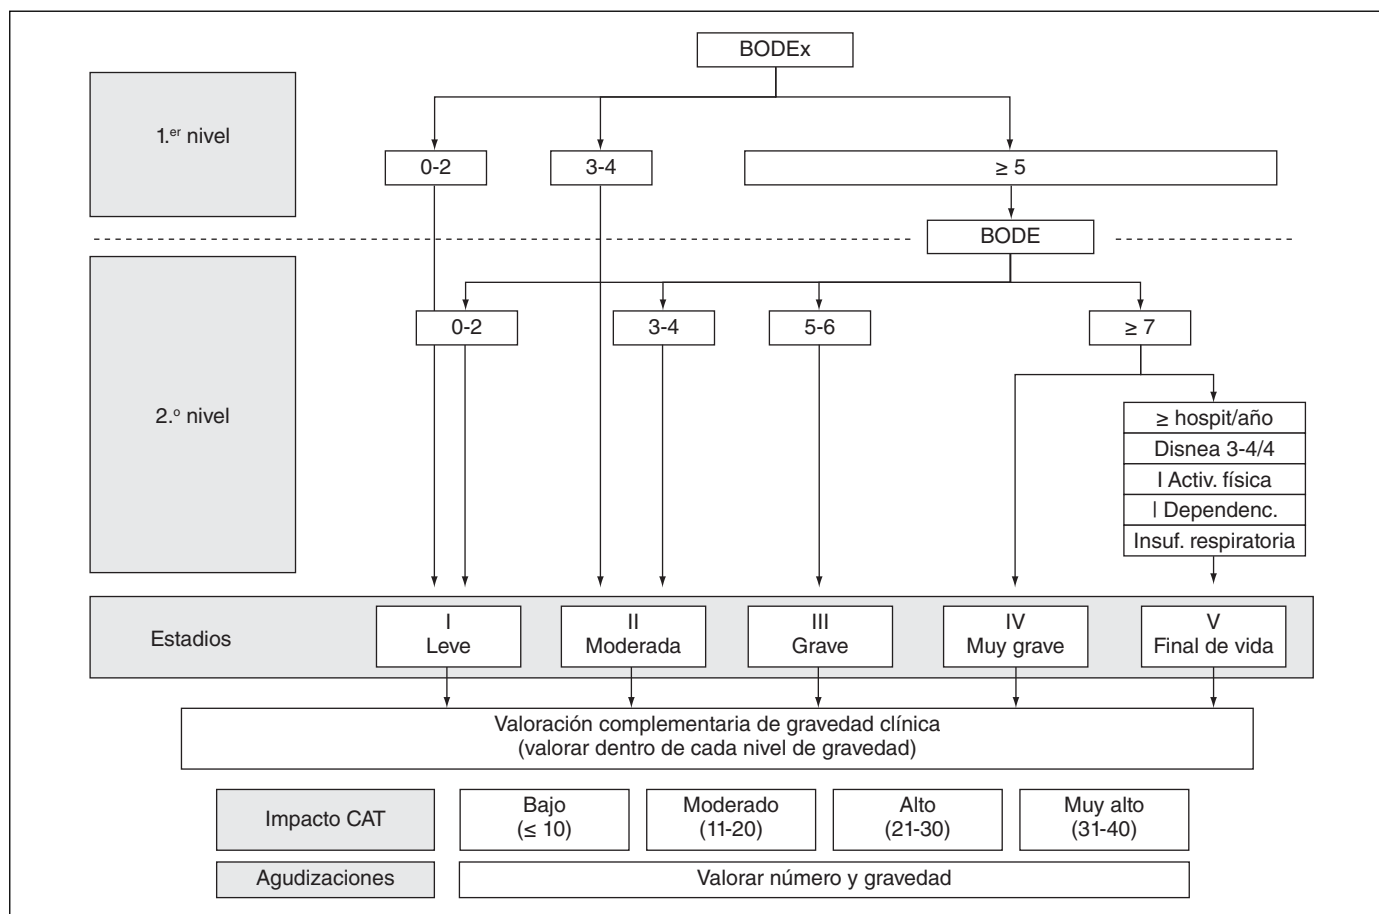 BODEx
1.er nivel
0-2
3-4
≥ 5
BODE
2.o nivel
0-2
3-4
5-6
≥ 7
≥ hospit/año
Disnea 3-4/4
I Activ. física
| Dependenc.
Insuf. respiratoria
Estadios
I
Leve
II
Moderada
III
Grave
IV
Muy grave
V
Final de vida
Valoración complementaria de gravedad clínica
(valorar dentro de cada nivel de gravedad)
Impacto CAT
Bajo
(≤ 10)
Moderado
(11-20)
Alto
(21-30)
Muy alto
(31-40)
Agudizaciones
Valorar número y gravedad